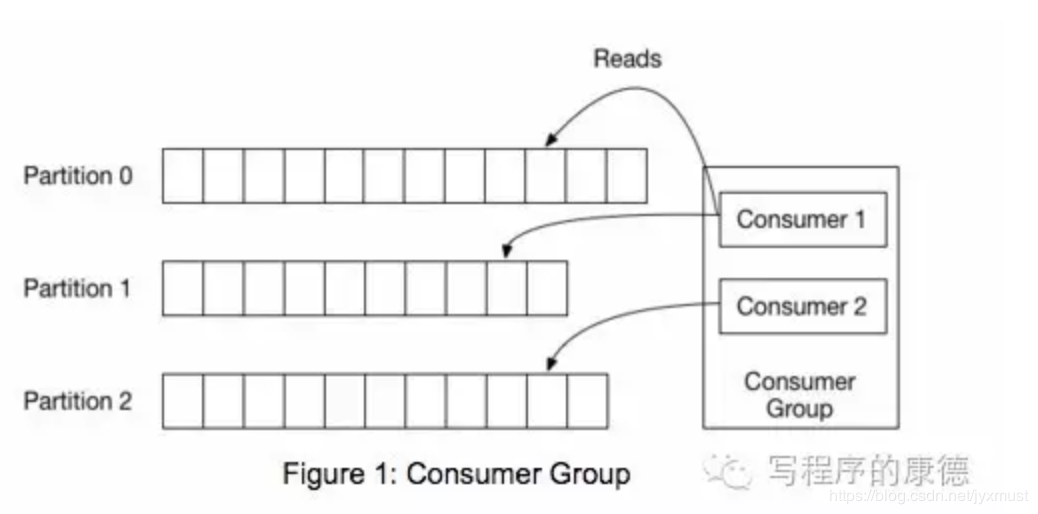 Reads
Partition 0
Consumer 1
Partition 1
Consumer 2
Partition 2
Consumer
Group
Figure 1: Consumer Group
写程序的康德
https://blog.csdn.net/jyxmust